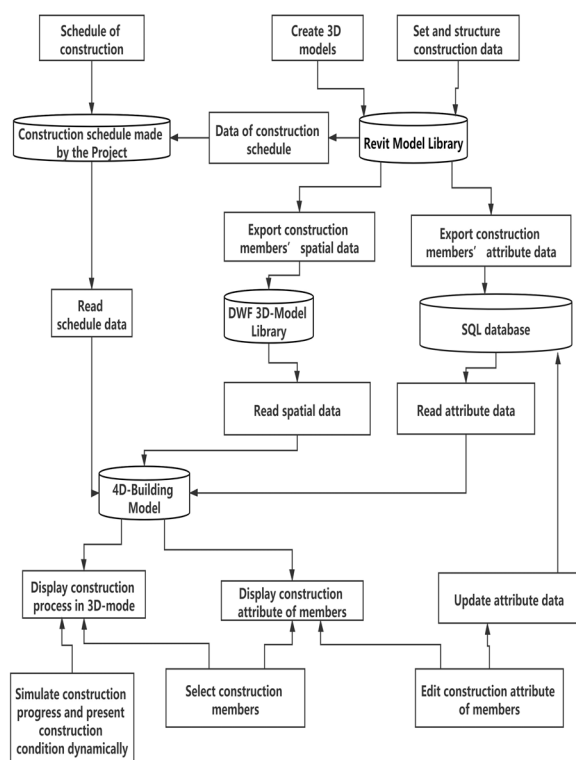 Schedule of
construction
Create 3D
models
Set and structure
construction data
Construction schedule made
by the Project
Data of construction
schedule
Revit Model Library
Export construction
members' spatial data
Export construction
members' attribute data
Read
schedule data
DWF 3D-Model
Library
SQL database
Read spatial data
Read attribute data
4D-Building
Model
Display construction
process in 3D-mode
Display construction
attribute of members
Update attribute data
Simulate construction
progress and present
construction
condition dynamically
Select construction
members
Edit construction attribute
of members